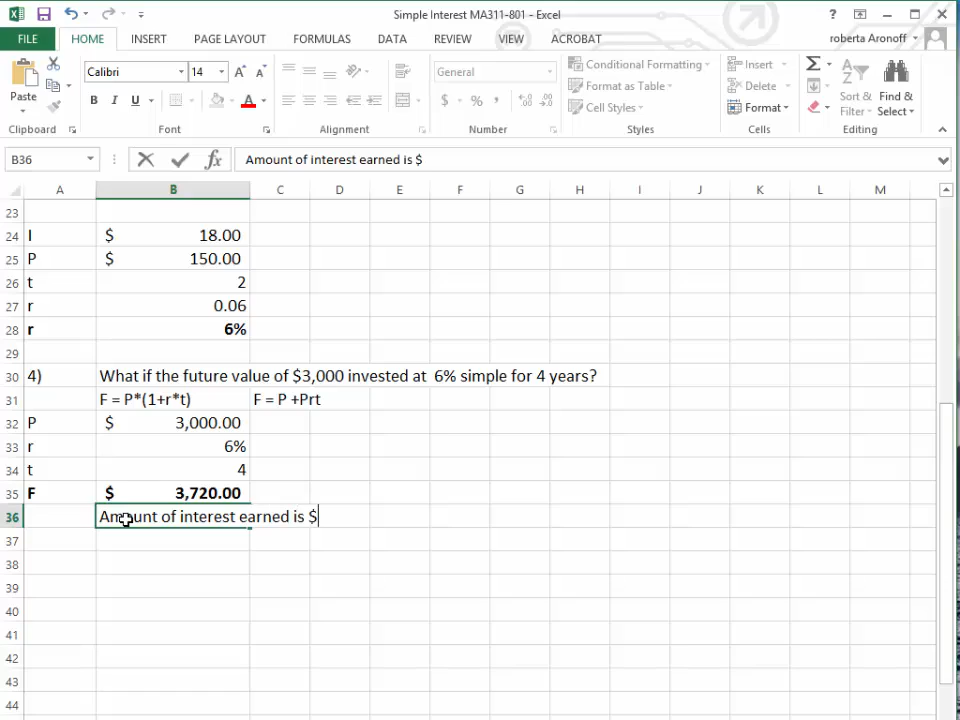 Simple Interest MA311-801 - Excel
?
FILE HOME INSERT PAGE LAYOUT FORMULAS DATA REVIEW VIEW ACROBAT roberta Aronoff
Paste Calibri 14 A A General Conditional Formatting Insert Σ Sort & Find &
B I U A $ % , .0 .00 Format as Table Delete Filter Select
Cell Styles Format
Clipboard Font Alignment Number Styles Cells Editing
B36 fx Amount of interest earned is $
A B C D E F G H I J K L M
23
24 I $ 18.00
25 P $ 150.00
26 t 2
27 r 0.06
28 r 6%
29
30 4) What if the future value of $3,000 invested at 6% simple for 4 years?
31 F = P*(1+r*t) F = P +Prt
32 P $ 3,000.00
33 r 6%
34 t 4
35 F $ 3,720.00
36 Amount of interest earned is $
37
38
39
40
41
42
43
44